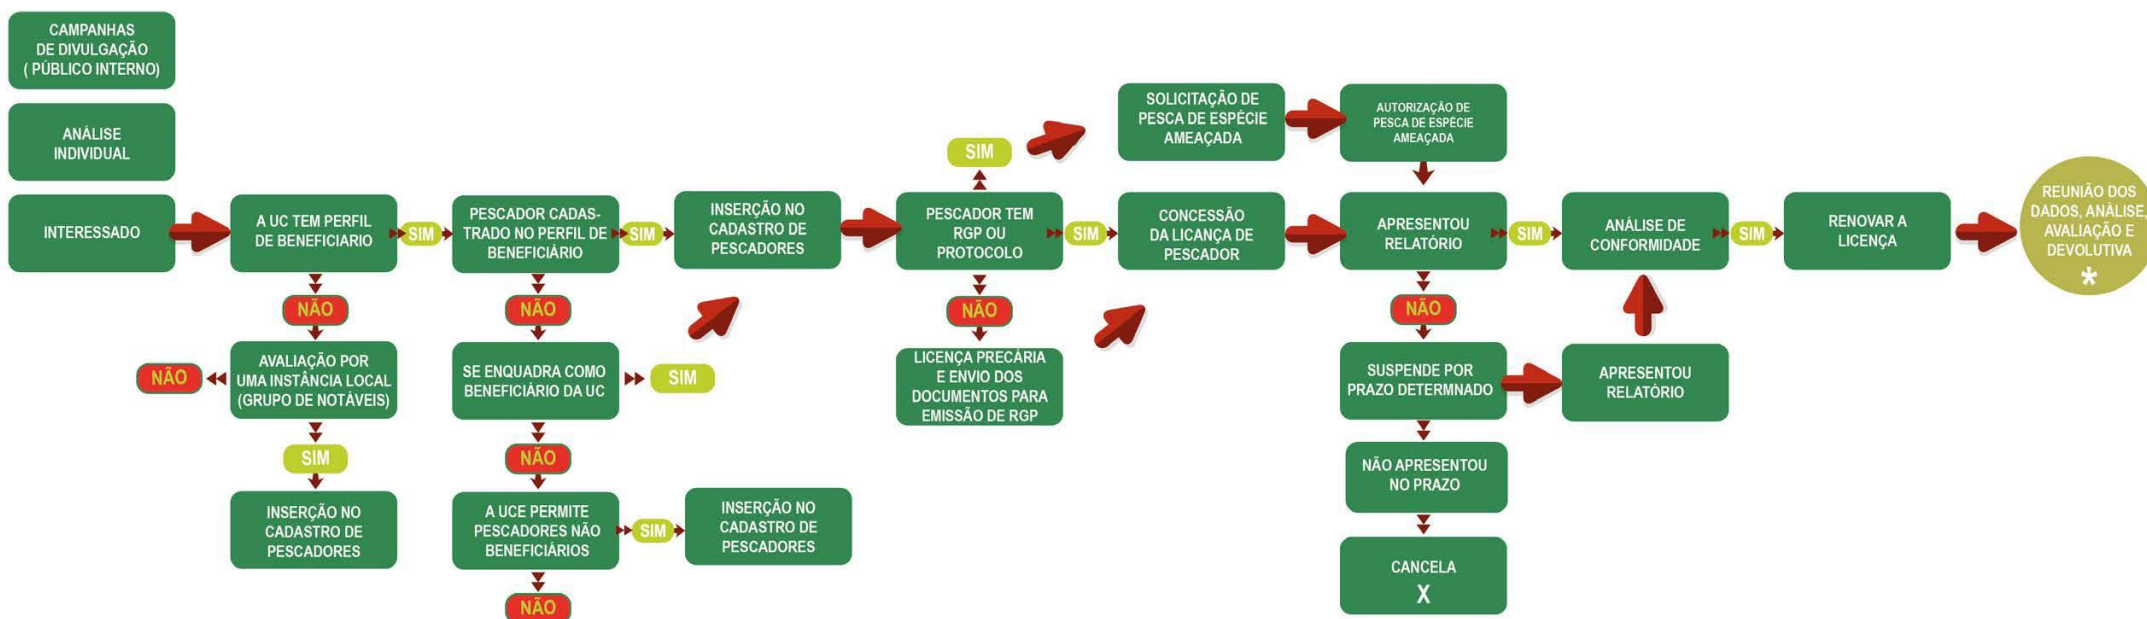 CAMPANHAS
DE DIVULGAÇÃO
( PÚBLICO INTERNO)
ANÁLISE
INDIVIDUAL
INTERESSADO
A UC TEM PERFIL
DE BENEFICIARIO
SIM
NÃO
AVALIAÇÃO POR
UMA INSTÂNCIA LOCAL
(GRUPO DE NOTÁVEIS)
NÃO
SIM
INSERÇÃO NO
CADASTRO DE
PESCADORES
PESCADOR CADAS-
TRADO NO PERFIL DE
BENEFICIÁRIO
SIM
NÃO
SE ENQUADRA COMO
BENEFICIÁRIO DA UC
SIM
NÃO
A UCE PERMITE
PESCADORES NÃO
BENEFICIÁRIOS
SIM
NÃO
INSERÇÃO NO
CADASTRO DE
PESCADORES
INSERÇÃO NO
CADASTRO DE
PESCADORES
SIM
PESCADOR TEM
RGP OU
PROTOCOLO
SIM
NÃO
LICENÇA PRECÁRIA
E ENVIO DOS
DOCUMENTOS PARA
EMISSÃO DE RGP
SOLICITAÇÃO DE
PESCA DE ESPÉCIE
AMEAÇADA
CONCESSÃO
DA LICANÇA DE
PESCADOR
AUTORIZAÇÃO DE
PESCA DE ESPÉCIE
AMEAÇADA
APRESENTOU
RELATÓRIO
SIM
NÃO
SUSPENDE POR
PRAZO DETERMNADO
NÃO APRESENTOU
NO PRAZO
CANCELA
X
ANÁLISE DE
CONFORMIDADE
SIM
APRESENTOU
RELATÓRIO
RENOVAR A
LICENÇA
REUNIÃO DOS
DADOS, ANÁLISE,
AVALIAÇÃO E
DEVOLUTIVA
*